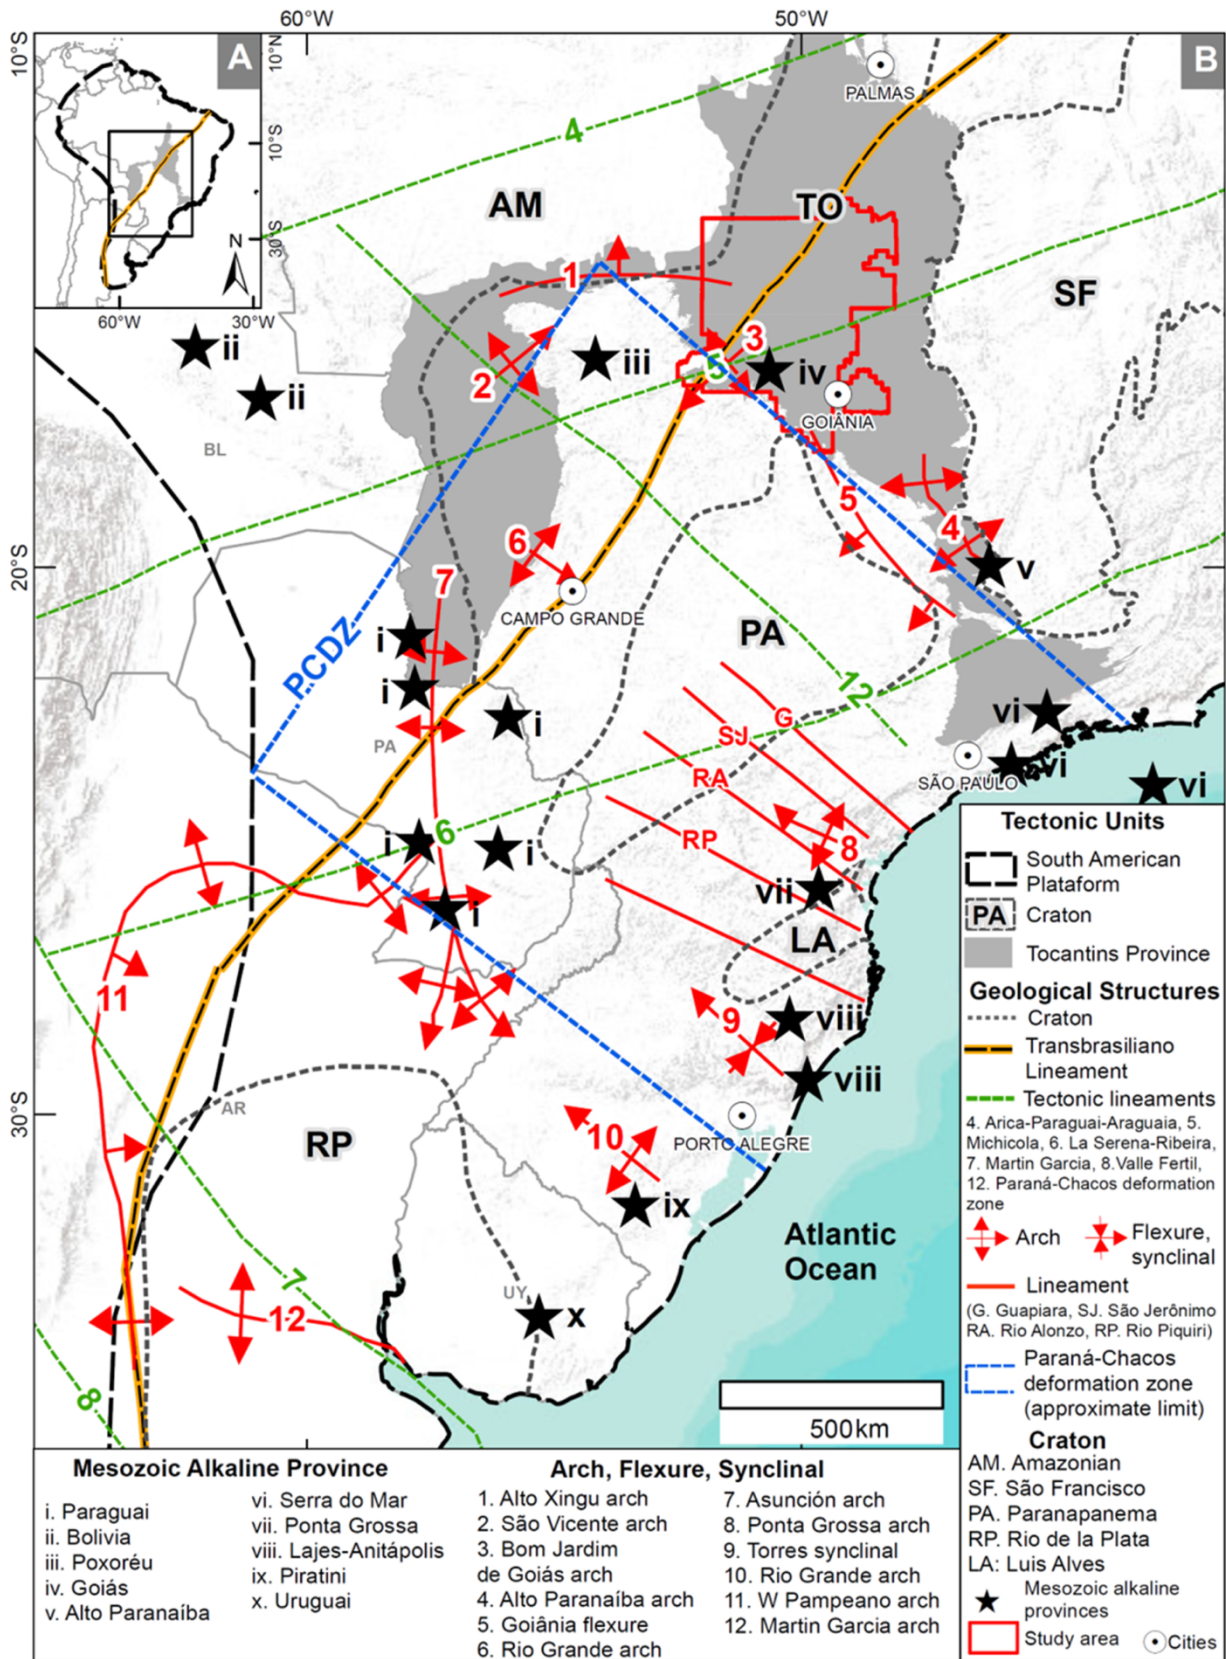 60°W
50°W
10°S
A
10°N
10°S
30°S
N
60°W
30°W
B
PALMAS
4
AM
TO
SF
1
2
iii
3
5
iv
GOIÂNIA
ii
ii
BL
5
4
v
20°S
6
7
CAMPO GRANDE
PCDZ
PA
i
i
i
PA
12
G
SJ
RA
RP
vi
vi
vi
SÃO PAULO
6
i
i
i
8
vii
LA
11
9
viii
viii
30°S
AR
RP
10
PORTO ALEGRE
ix
Atlantic
Ocean
UY
x
7
12
8
500km
Tectonic Units
South American
Plataform
PA
Craton
Tocantins Province
Geological Structures
Craton
Transbrasiliano
Lineament
Tectonic lineaments
4. Arica-Paraguai-Araguaia, 5.
Michicola, 6. La Serena-Ribeira,
7. Martin Garcia, 8.Valle Fertil,
12. Paraná-Chacos deformation
zone
Arch
Flexure,
synclinal
Lineament
(G. Guapiara, SJ. São Jerônimo
RA. Rio Alonzo, RP. Rio Piquiri)
Paraná-Chacos
deformation zone
(approximate limit)
Craton
AM. Amazonian
SF. São Francisco
PA. Paranapanema
RP. Rio de la Plata
LA: Luis Alves
Mesozoic alkaline
provinces
Study area
Cities
Mesozoic Alkaline Province
i. Paraguai
ii. Bolivia
iii. Poxoréu
iv. Goiás
v. Alto Paranaíba
vi. Serra do Mar
vii. Ponta Grossa
viii. Lajes-Anitápolis
ix. Piratini
x. Uruguai
Arch, Flexure, Synclinal
1. Alto Xingu arch
2. São Vicente arch
3. Bom Jardim
de Goiás arch
4. Alto Paranaíba arch
5. Goiânia flexure
6. Rio Grande arch
7. Asunción arch
8. Ponta Grossa arch
9. Torres synclinal
10. Rio Grande arch
11. W Pampeano arch
12. Martin Garcia arch